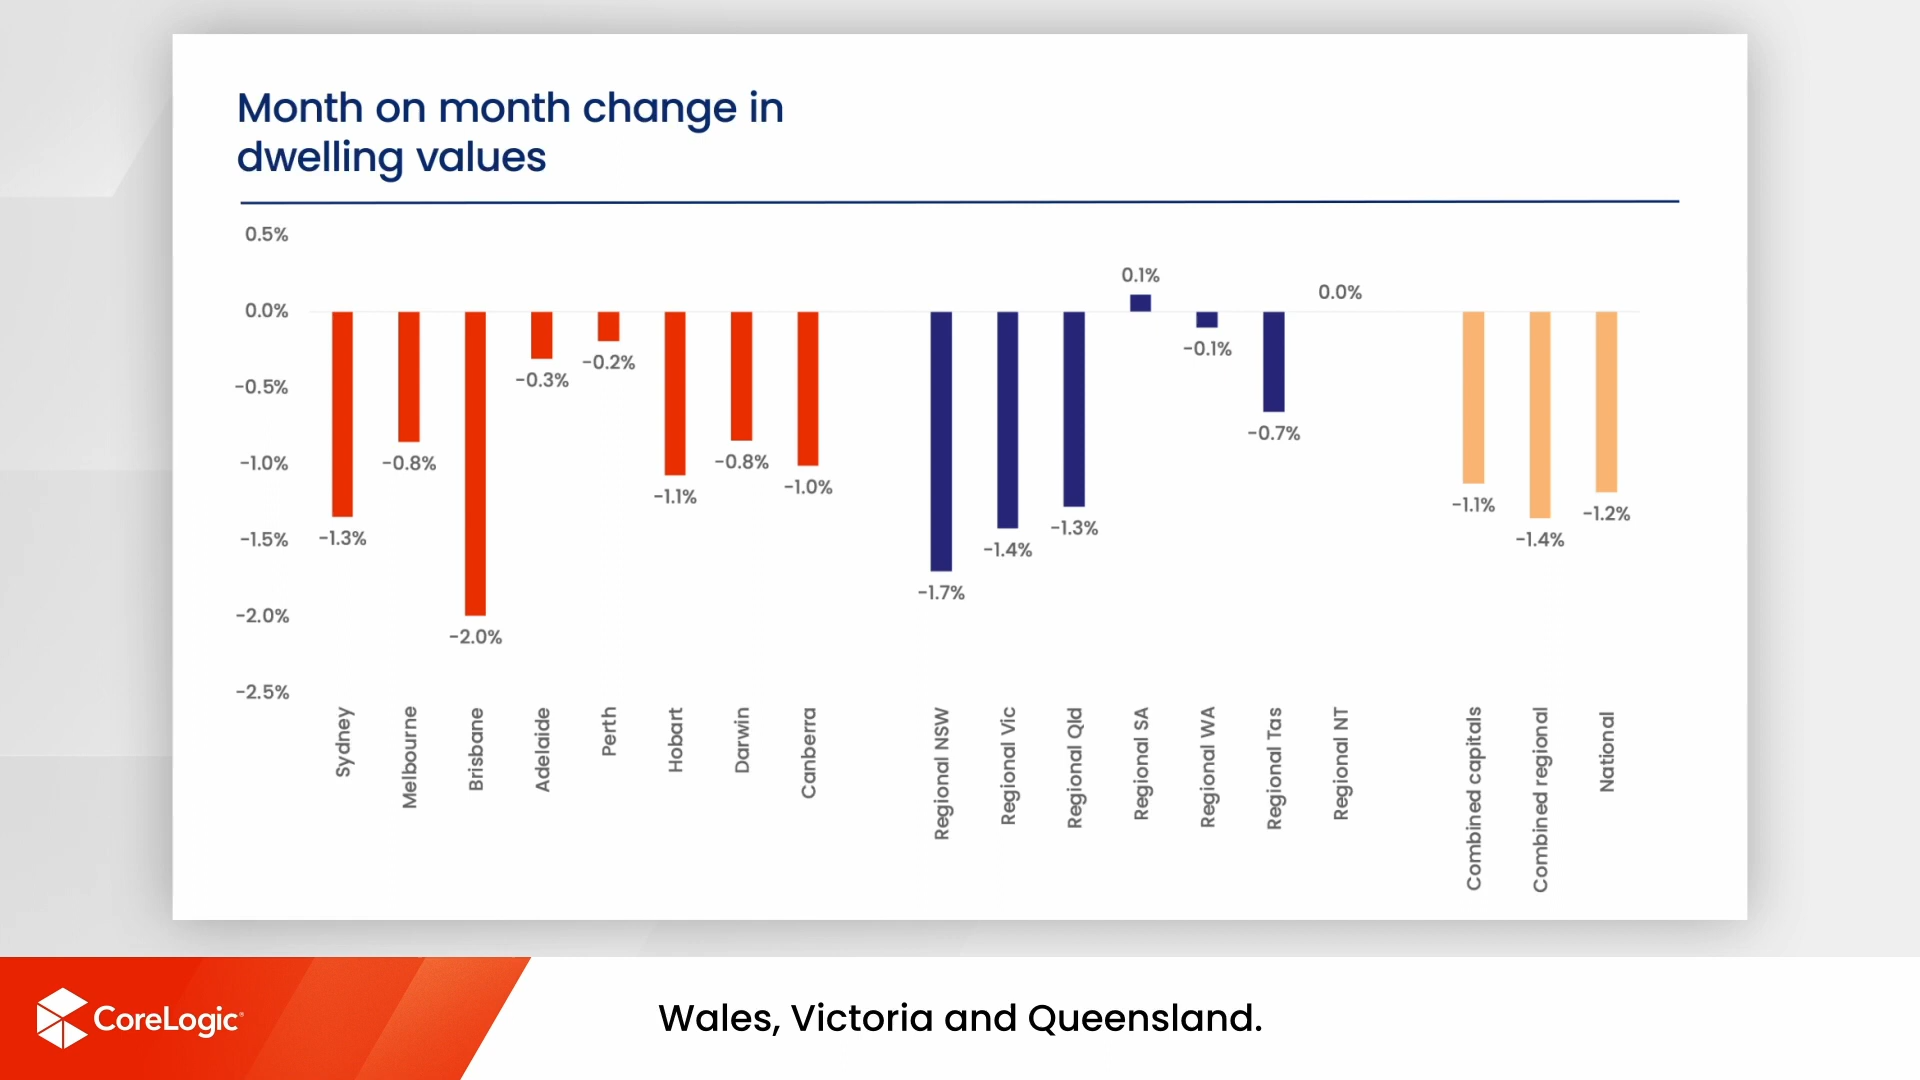 Month on month change in
dwelling values
0.5%
0.0%
-0.5%
-1.0%
-1.5%
-2.0%
-2.5%
-1.3%
-0.8%
-2.0%
-0.3%
-0.2%
-1.1%
-0.8%
-1.0%
-1.7%
-1.4%
-1.3%
0.1%
-0.1%
-0.7%
0.0%
-1.1%
-1.4%
-1.2%
Sydney
Melbourne
Brisbane
Adelaide
Perth
Hobart
Darwin
Canberra
Regional NSW
Regional Vic
Regional Qld
Regional SA
Regional WA
Regional Tas
Regional NT
Combined capitals
Combined regional
National
CoreLogic
Wales, Victoria and Queensland.